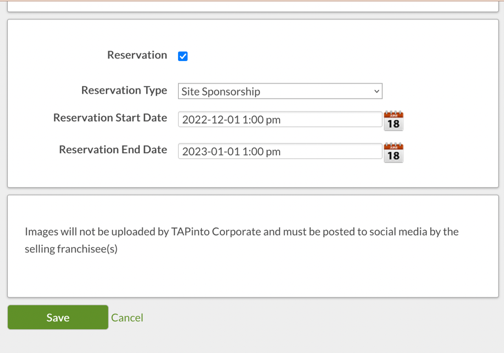 Reservation
Reservation Type Site Sponsorship
Reservation Start Date 2022-12-01 1:00 pm 18
Reservation End Date 2023-01-01 1:00 pm 18
Images will not be uploaded by TAPinto Corporate and must be posted to social media by the
selling franchisee(s)
Save Cancel